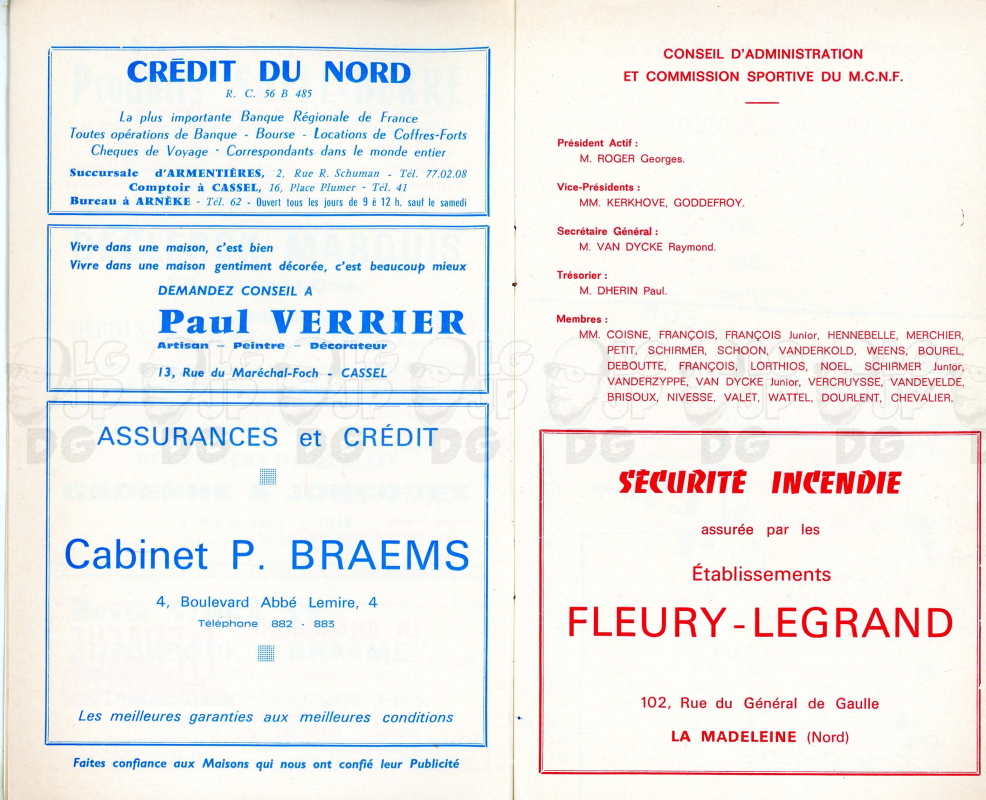 CRÉDIT DU NORD
R. C. 56 B 485
La plus importante Banque Régionale de France
Toutes opérations de Banque - Bourse - Locations de Coffres-Forts
Cheques de Voyage - Correspondants dans le monde entier
Succursale d'ARMENTIÈRES, 2, Rue R. Schuman - Tél. 77.02.08
Comptoir à CASSEL, 16, Place Plumer - Tél. 41
Bureau à ARNÈKE - Tél. 62 - Ouvert tous les jours de 9 è 12 h. sauf le samedi
Vivre dans une maison, c'est bien
Vivre dans une maison gentiment décorée, c'est beaucoup mieux
DEMANDEZ CONSEIL A
Paul VERRIER
Artisan - Peintre - Décorateur
13, Rue du Maréchal-Foch - CASSEL
ASSURANCES et CRÉDIT
Cabinet P. BRAEMS
4, Boulevard Abbé Lemire, 4
Téléphone 882 - 883
Les meilleures garanties aux meilleures conditions
Faites confiance aux Maisons qui nous ont confié leur Publicité
CONSEIL D'ADMINISTRATION
ET COMMISSION SPORTIVE DU M.C.N.F.
Président Actif :
M. ROGER Georges.
Vice-Présidents :
MM. KERKHOVE, GODDEFROY.
Secrétaire Général :
M. VAN DYCKE Raymond.
Trésorier :
M. DHERIN Paul.
Membres :
MM. COISNE, FRANÇOIS, FRANÇOIS Junior, HENNEBELLE, MERCHIER,
PETIT, SCHIRMER, SCHOON, VANDERKOLD, WEENS, BOUREL,
DEBOUTTE, FRANÇOIS, LORTHIOS, NOEL, SCHIRMER Junior,
VANDERZYPPE, VAN DYCKE Junior, VERCRUYSSE, VANDEVELDE,
BRISOUX, NIVESSE, VALET, WATTEL, DOURLENT, CHEVALIER.
SÉCURITÉ INCENDIE
assurée par les
Établissements
FLEURY-LEGRAND
102, Rue du Général de Gaulle
LA MADELEINE (Nord)